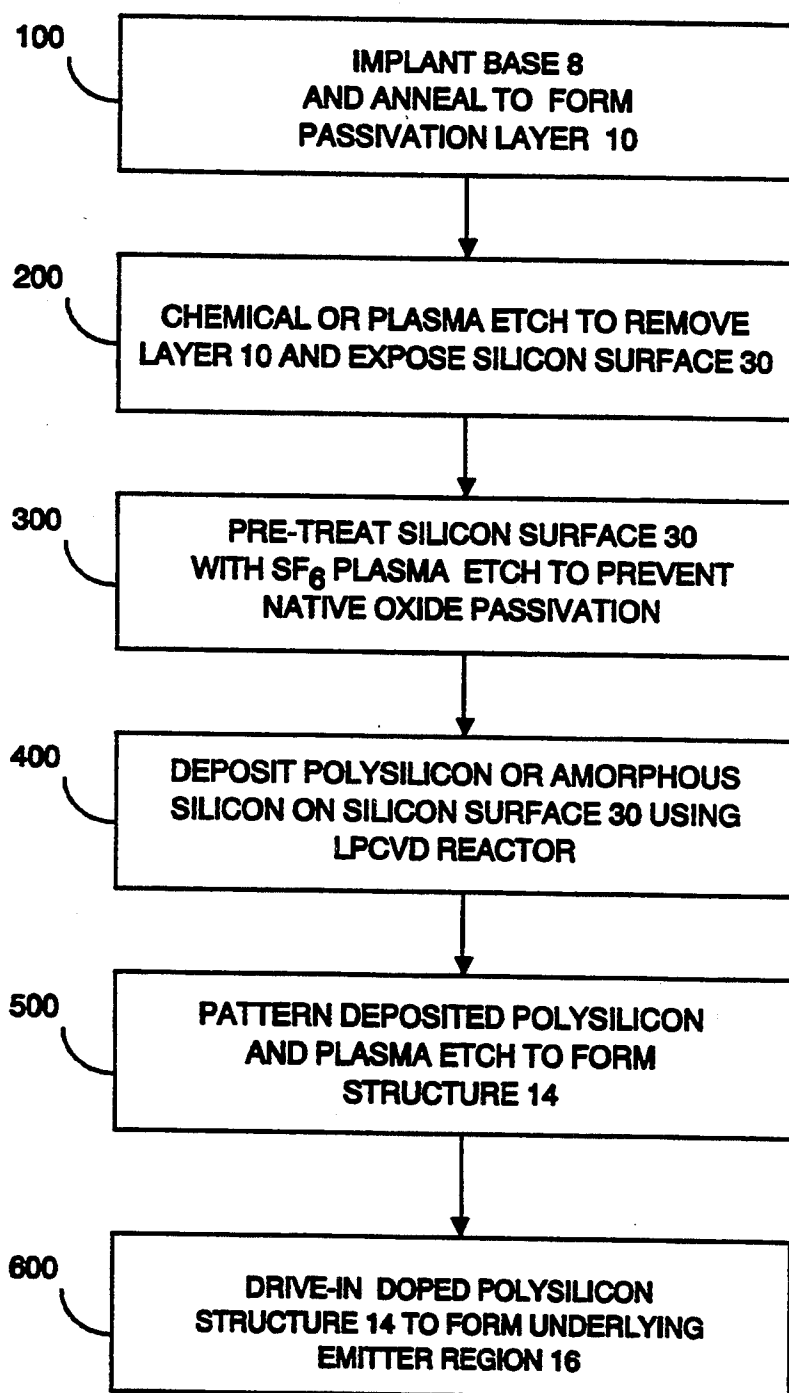 100
IMPLANT BASE 8
AND ANNEAL TO FORM
PASSIVATION LAYER 10
200
CHEMICAL OR PLASMA ETCH TO REMOVE
LAYER 10 AND EXPOSE SILICON SURFACE 30
300
PRE-TREAT SILICON SURFACE 30
WITH SF6 PLASMA ETCH TO PREVENT
NATIVE OXIDE PASSIVATION
400
DEPOSIT POLYSILICON OR AMORPHOUS
SILICON ON SILICON SURFACE 30 USING
LPCVD REACTOR
500
PATTERN DEPOSITED POLYSILICON
AND PLASMA ETCH TO FORM
STRUCTURE 14
600
DRIVE-IN DOPED POLYSILICON
STRUCTURE 14 TO FORM UNDERLYING
EMITTER REGION 16